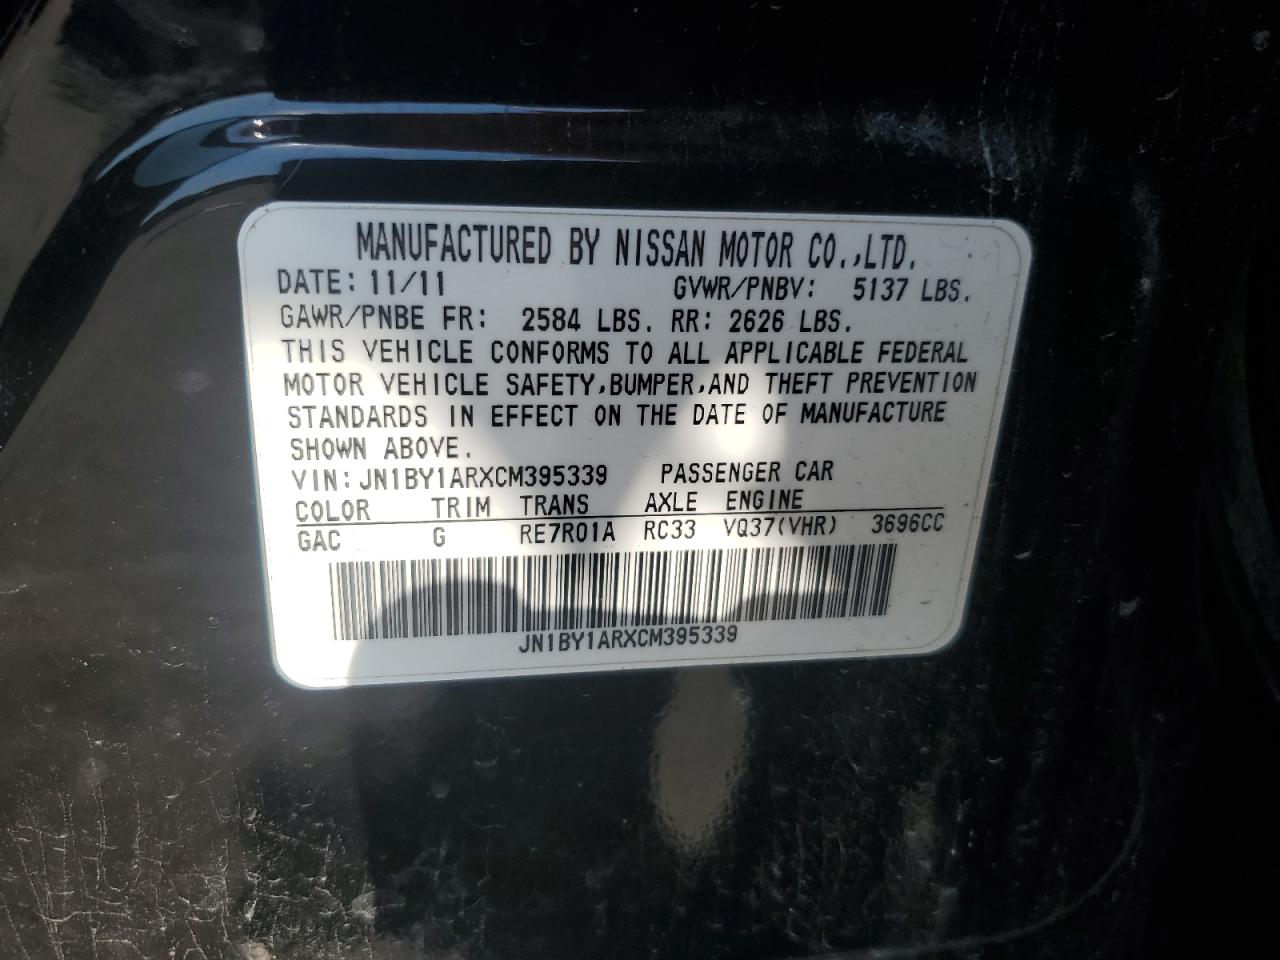 MANUFACTURED BY NISSAN MOTOR CO.,LTD.
DATE: 11/11 GVWR/PNBV: 5137 LBS.
GAWR/PNBE FR: 2584 LBS. RR: 2626 LBS.
THIS VEHICLE CONFORMS TO ALL APPLICABLE FEDERAL
MOTOR VEHICLE SAFETY,BUMPER,AND THEFT PREVENTION
STANDARDS IN EFFECT ON THE DATE OF MANUFACTURE
SHOWN ABOVE.
VIN:JN1BY1ARXCM395339 PASSENGER CAR
COLOR TRIM TRANS AXLE ENGINE
GAC G RE7R01A RC33 VQ37(VHR) 3696CC
JN1BY1ARXCM395339